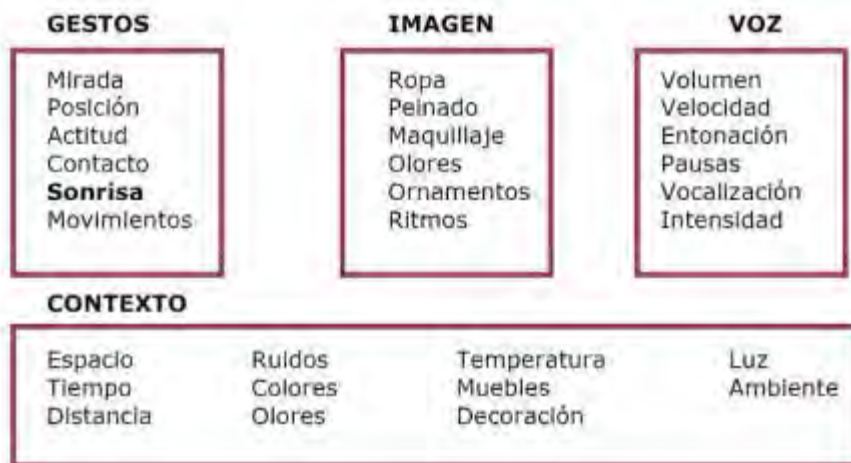 GESTOS
Mirada
Posición
Actitud
Contacto
Sonrisa
Movimientos
IMAGEN
Ropa
Peinado
Maquillaje
Olores
Ornamentos
Ritmos
VOZ
Volumen
Velocidad
Entonación
Pausas
Vocalización
Intensidad
CONTEXTO
Espacio
Tiempo
Distancia
Ruidos
Colores
Olores
Temperatura
Muebles
Decoración
Luz
Ambiente